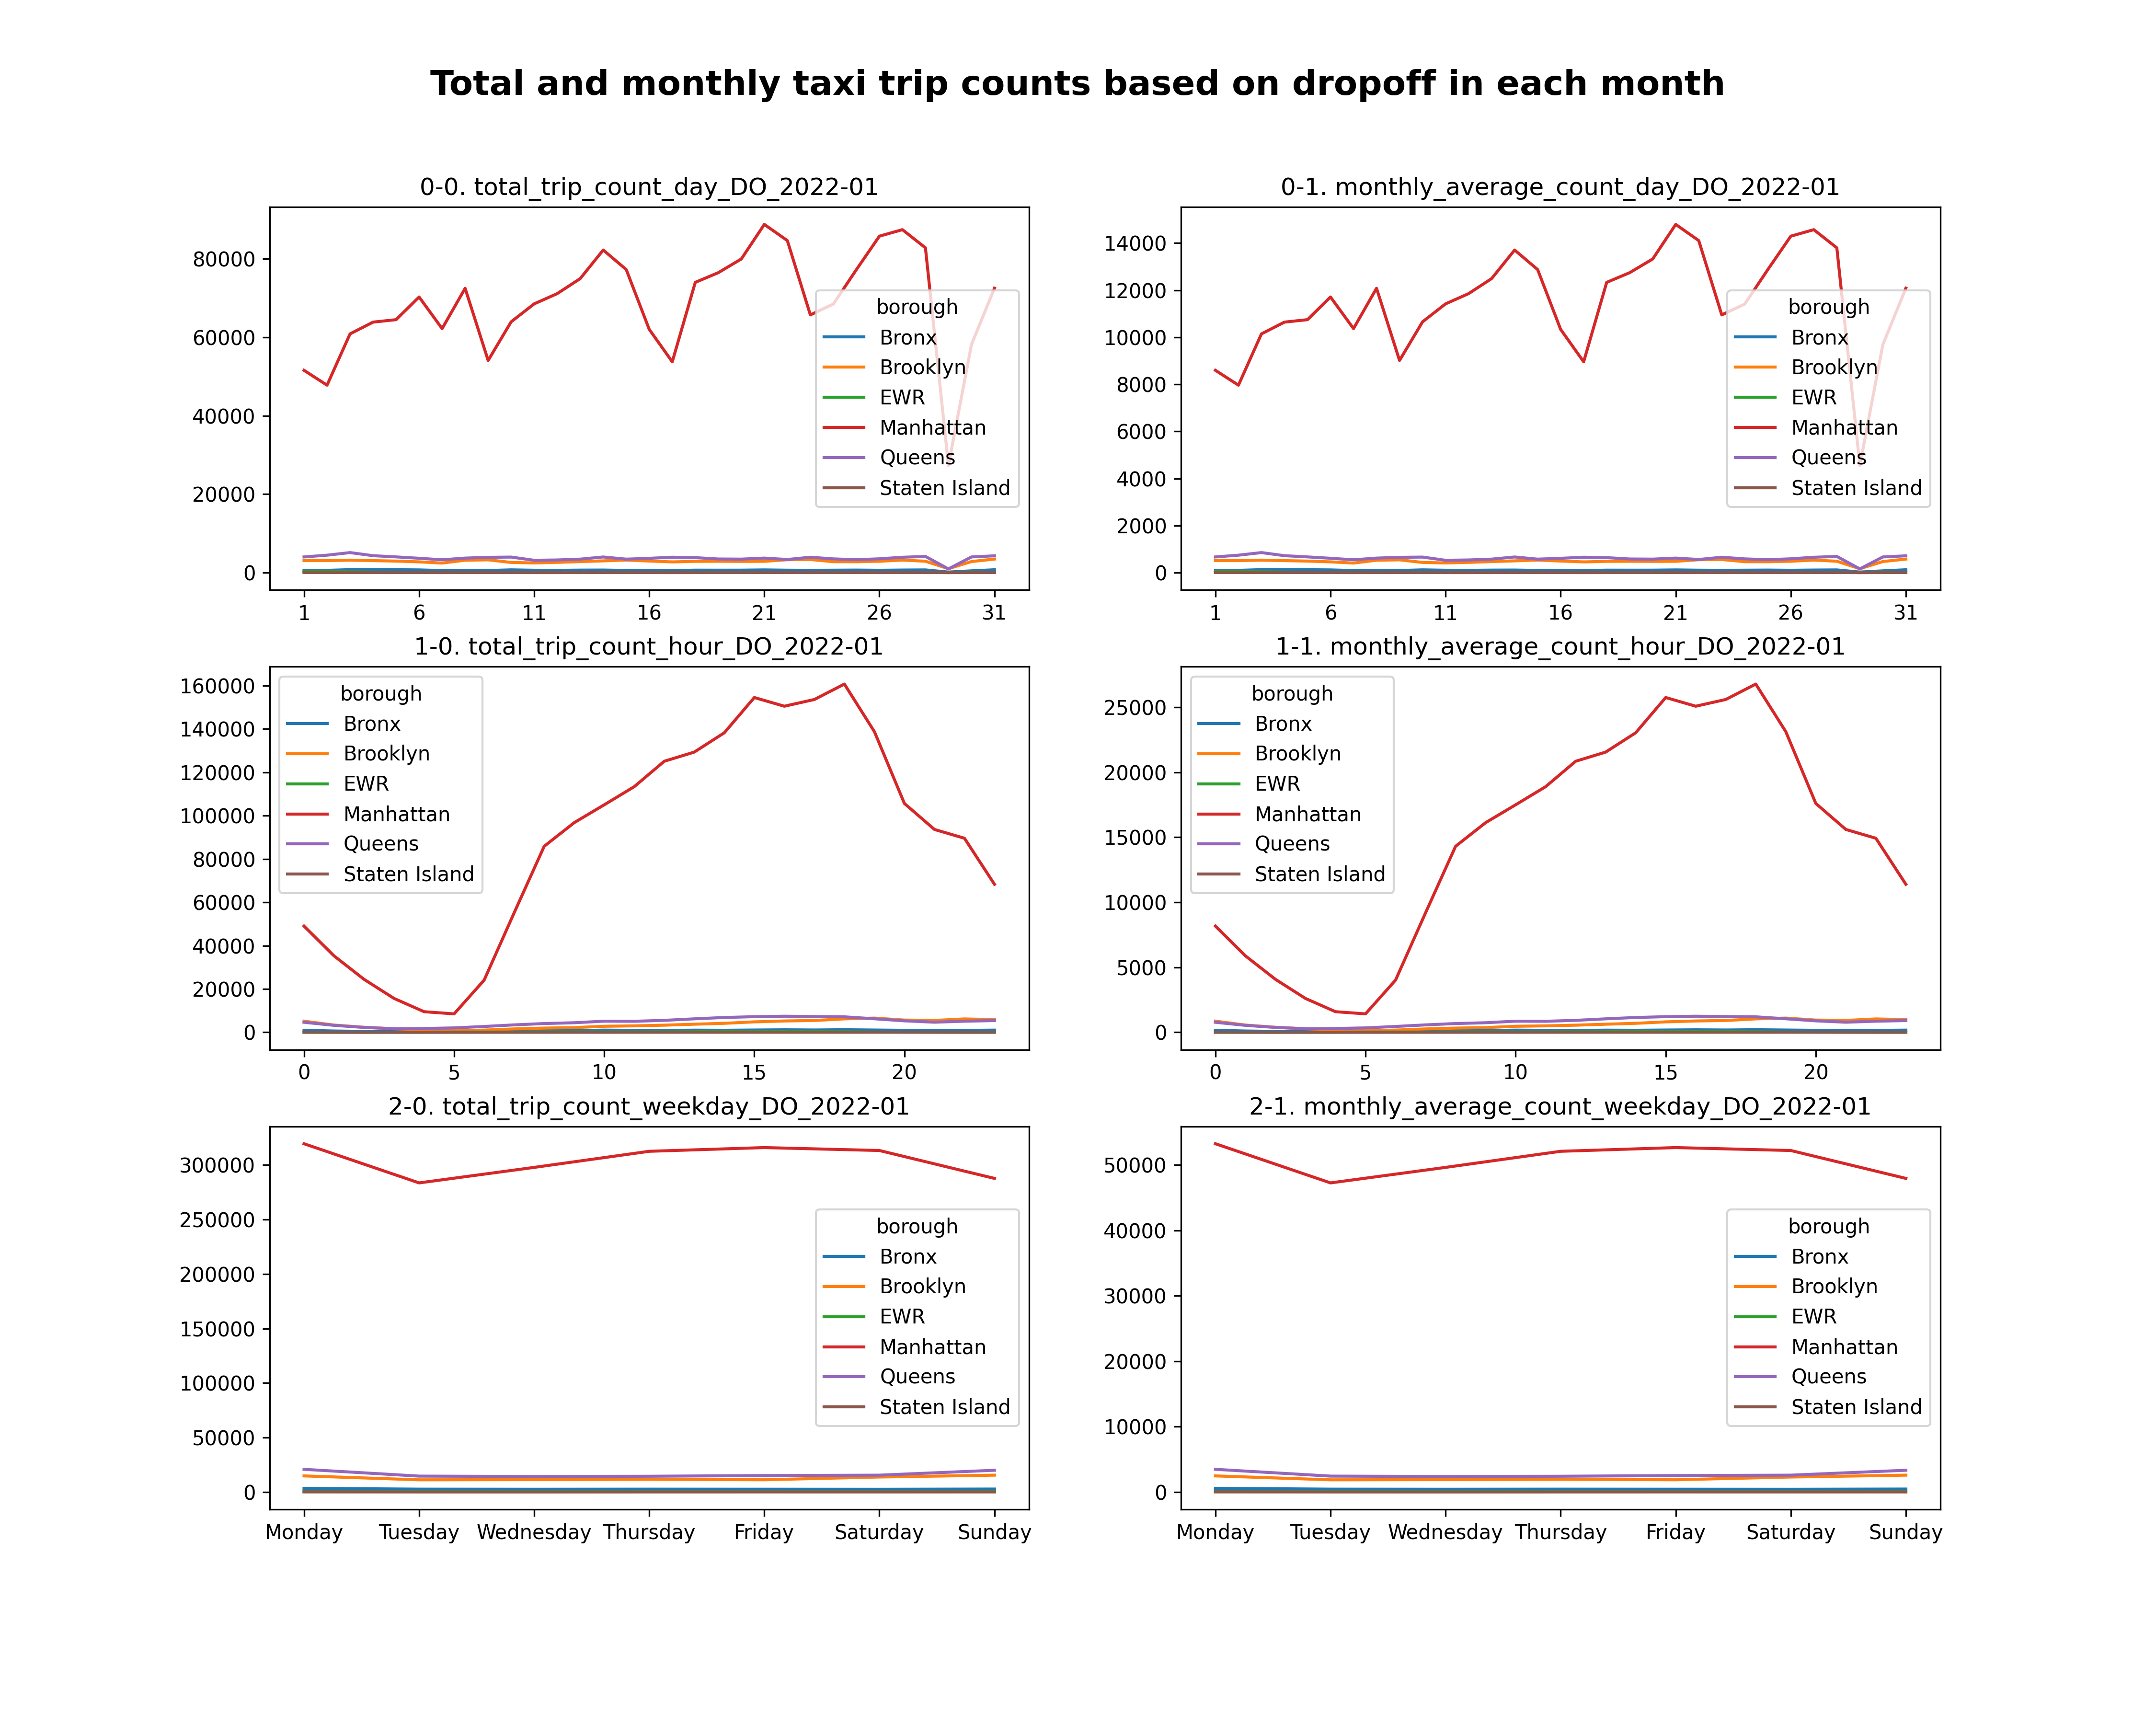 Total and monthly taxi trip counts based on dropoff in each month
0-0. total_trip_count_day_DO_2022-01
80000
60000
40000
20000
0
borough
Bronx
Brooklyn
EWR
Manhattan
Queens
Staten Island
1 6 11 16 21 26 31
0-1. monthly_average_count_day_DO_2022-01
14000
12000
10000
8000
6000
4000
2000
0
borough
Bronx
Brooklyn
EWR
Manhattan
Queens
Staten Island
1 6 11 16 21 26 31
1-0. total_trip_count_hour_DO_2022-01
160000
140000
120000
100000
80000
60000
40000
20000
0
borough
Bronx
Brooklyn
EWR
Manhattan
Queens
Staten Island
0 5 10 15 20
1-1. monthly_average_count_hour_DO_2022-01
25000
20000
15000
10000
5000
0
borough
Bronx
Brooklyn
EWR
Manhattan
Queens
Staten Island
0 5 10 15 20
2-0. total_trip_count_weekday_DO_2022-01
300000
250000
200000
150000
100000
50000
0
borough
Bronx
Brooklyn
EWR
Manhattan
Queens
Staten Island
Monday Tuesday Wednesday Thursday Friday Saturday Sunday
2-1. monthly_average_count_weekday_DO_2022-01
50000
40000
30000
20000
10000
0
borough
Bronx
Brooklyn
EWR
Manhattan
Queens
Staten Island
Monday Tuesday Wednesday Thursday Friday Saturday Sunday